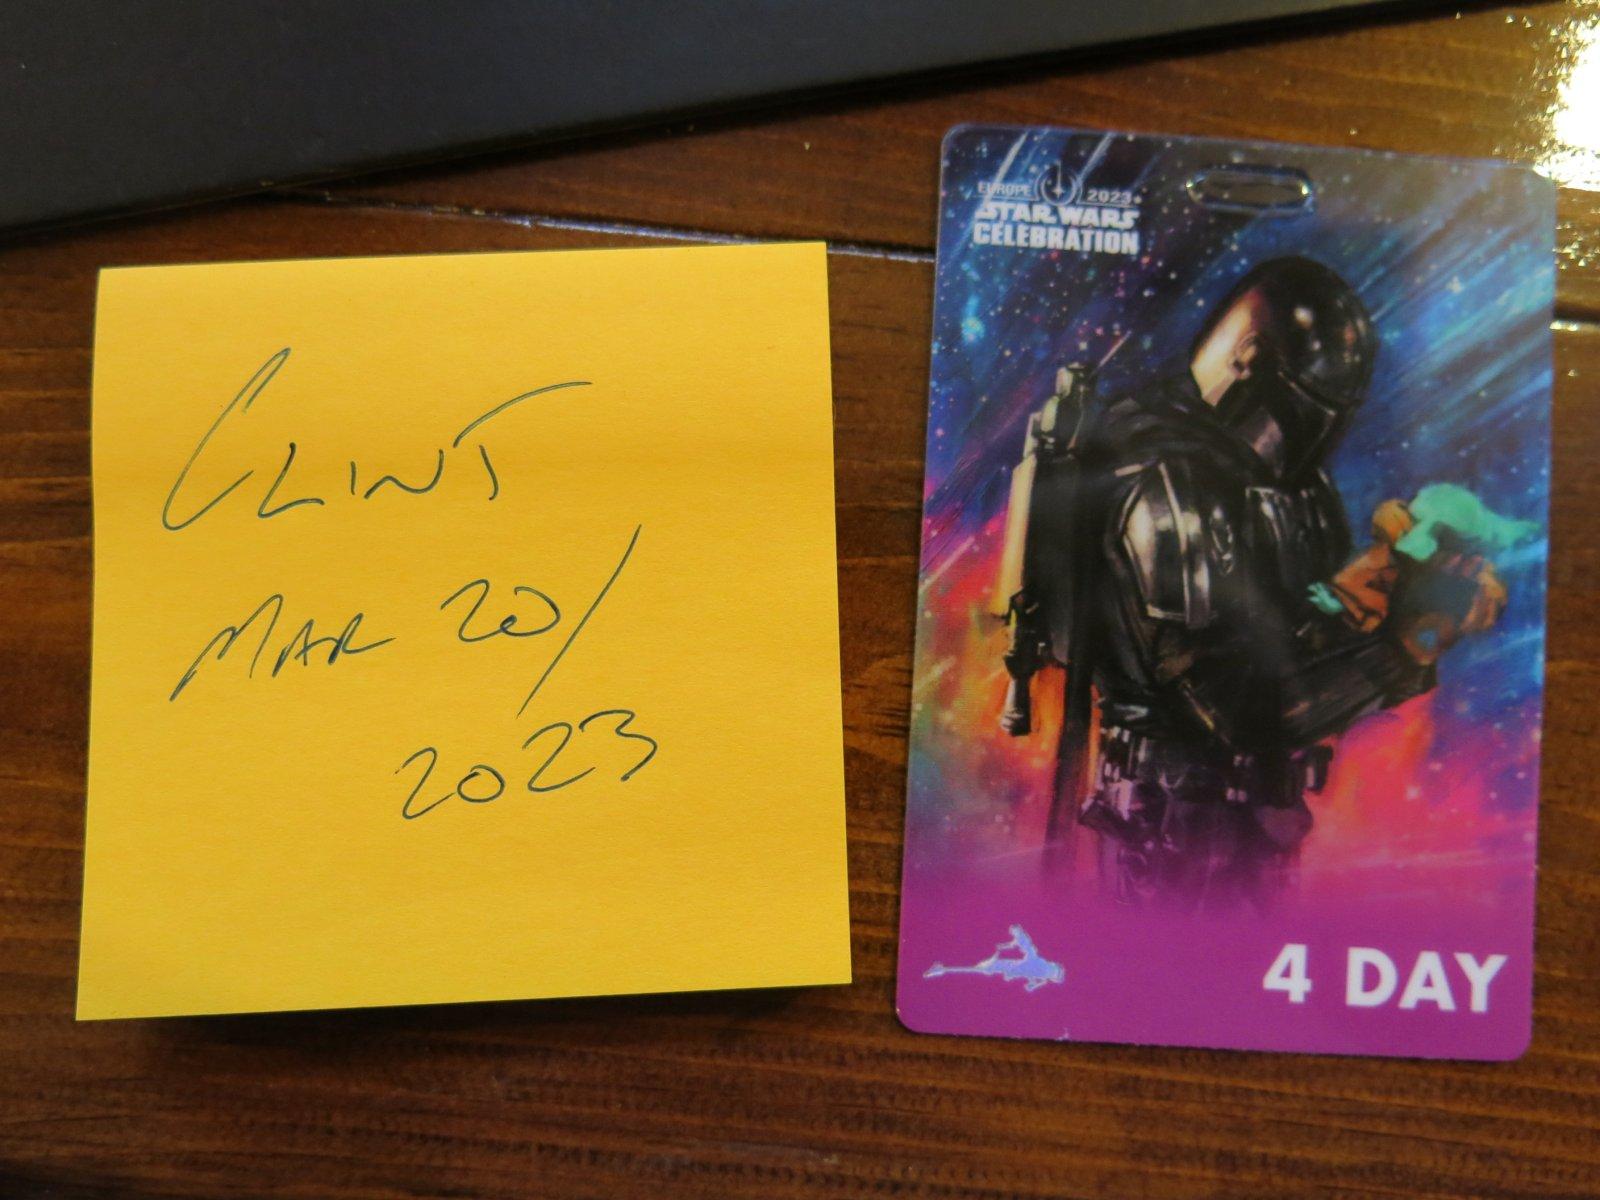 CLINT
MAR 20/
2023
EUROPE 2023
STAR WARS
CELEBRATION
4 DAY